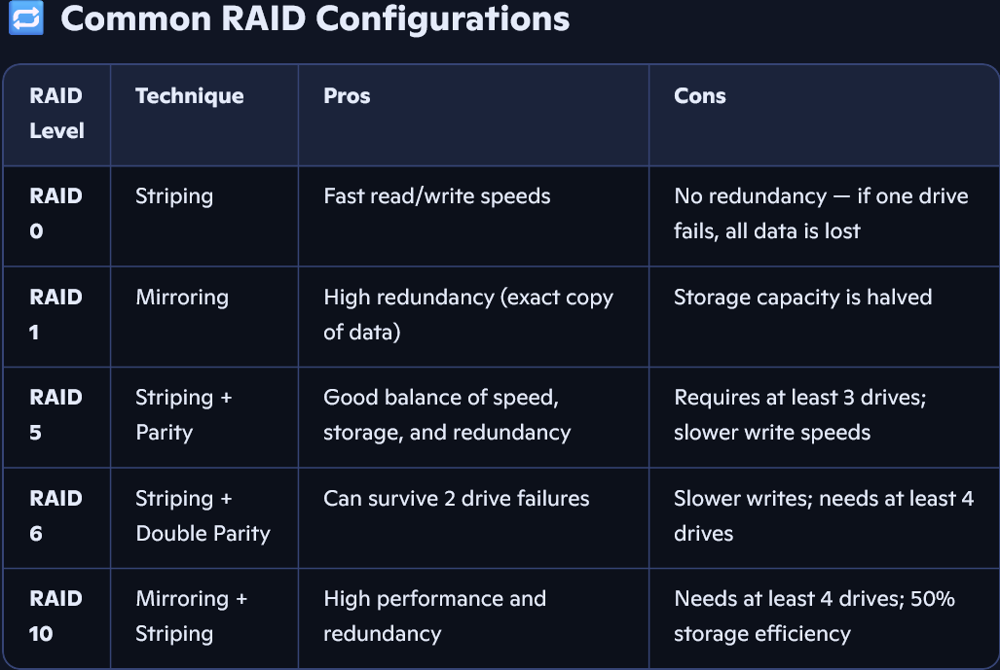 🔁 Common RAID Configurations
RAID
Level
Technique
Pros
Cons
RAID
0
Striping
Fast read/write speeds
No redundancy — if one drive
fails, all data is lost
RAID
1
Mirroring
High redundancy (exact copy
of data)
Storage capacity is halved
RAID
5
Striping +
Parity
Good balance of speed,
storage, and redundancy
Requires at least 3 drives;
slower write speeds
RAID
6
Striping +
Double Parity
Can survive 2 drive failures
Slower writes; needs at least 4
drives
RAID
10
Mirroring +
Striping
High performance and
redundancy
Needs at least 4 drives; 50%
storage efficiency